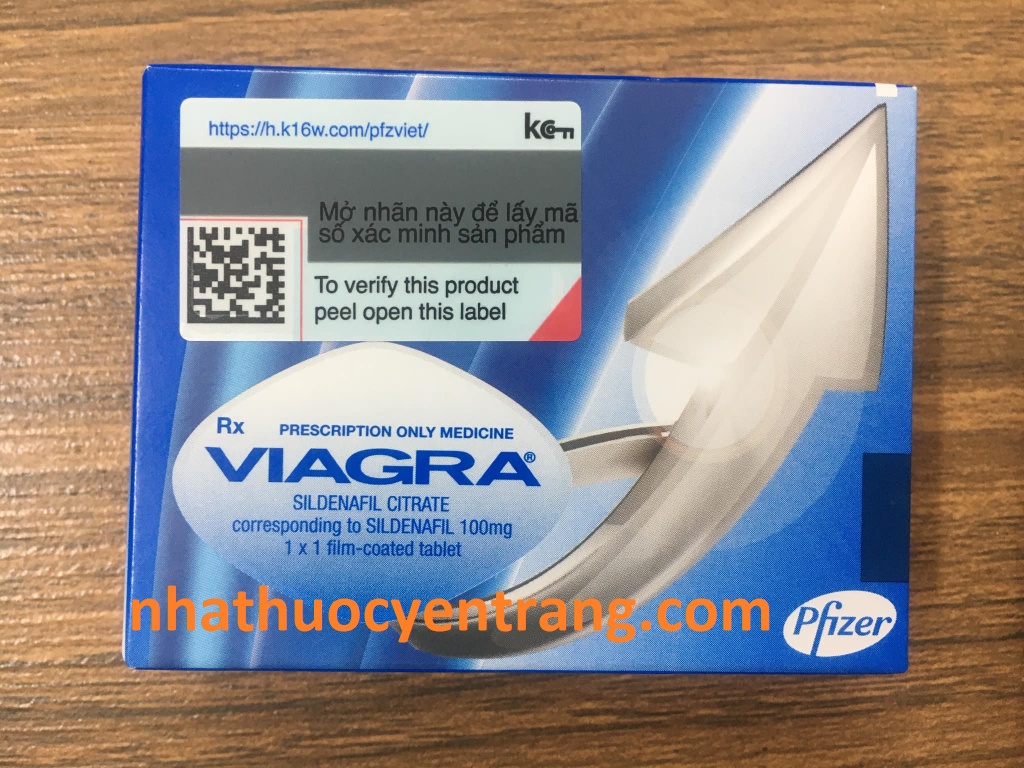 https://h.k16w.com/pfzviet/
Mở nhãn này để lấy mã
số xác minh sản phẩm
To verify this product
peel open this label
Rx PRESCRIPTION ONLY MEDICINE
VIAGRA®
SILDENAFIL CITRATE
corresponding to SILDENAFIL 100mg
1 x 1 film-coated tablet
nhathuocyentrang.com
Pfizer